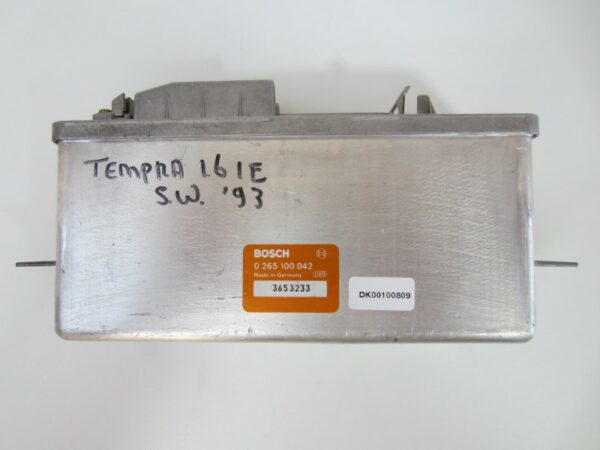 TEMPRA 1.6 IE
S.W. '93
BOSCH
0 265 100 042
Made in Germany
3653233
DK00100809